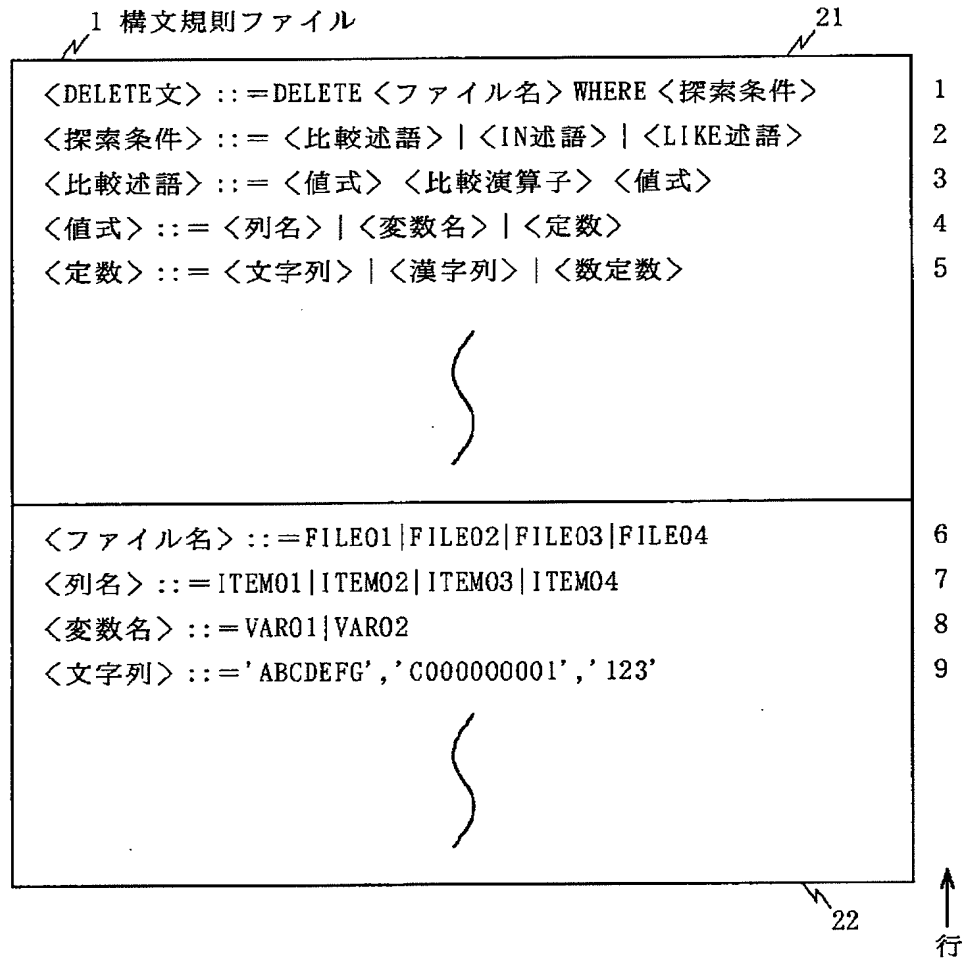 1 構文規則ファイル
21
<DELETE文>::=DELETE<ファイル名>WHERE<探索条件> 1
<探索条件>::=<比較述語>|<IN述語>|<LIKE述語> 2
<比較述語>::=<値式> <比較演算子> <値式> 3
<値式>::=<列名>|<変数名>|<定数> 4
<定数>::=<文字列>|<漢字列>|<数定数> 5
<ファイル名>::=FILE01|FILE02|FILE03|FILE04 6
<列名>::=ITEM01|ITEM02|ITEM03|ITEM04 7
<変数名>::=VAR01|VAR02 8
<文字列>::='ABCDEFG','C000000001','123' 9
22
行